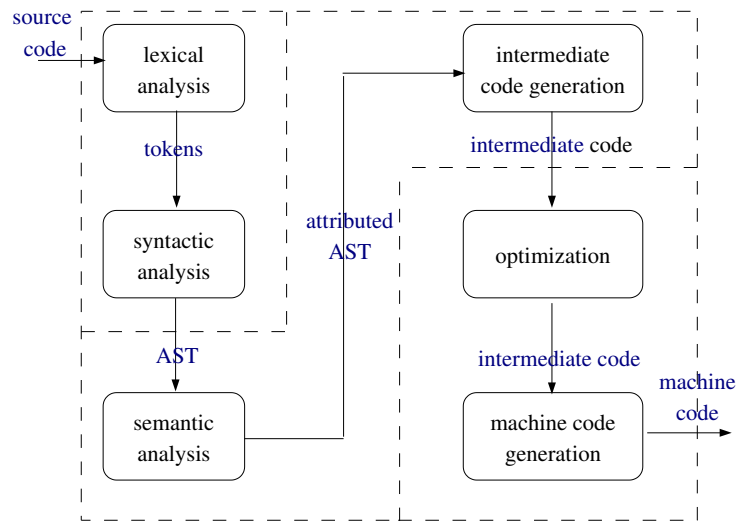 source
code
lexical
analysis
tokens
syntactic
analysis
AST
semantic
analysis
attributed
AST
intermediate
code generation
intermediate code
optimization
intermediate code
machine code
generation
machine
code